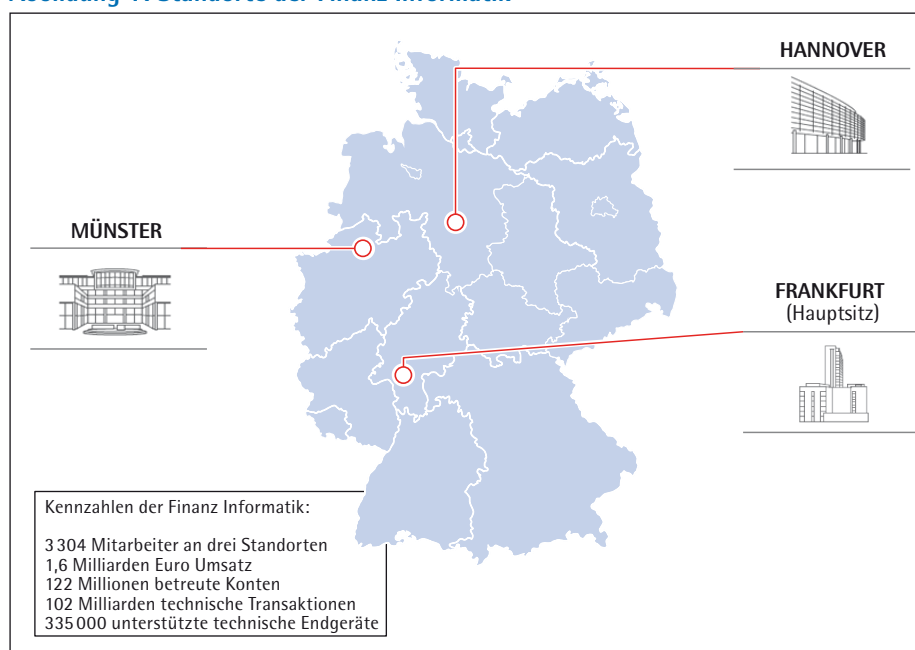 HANNOVER
MÜNSTER
FRANKFURT
(Hauptsitz)
Kennzahlen der Finanz Informatik:
3 304 Mitarbeiter an drei Standorten
1,6 Milliarden Euro Umsatz
122 Millionen betreute Konten
102 Milliarden technische Transaktionen
335 000 unterstützte technische Endgeräte